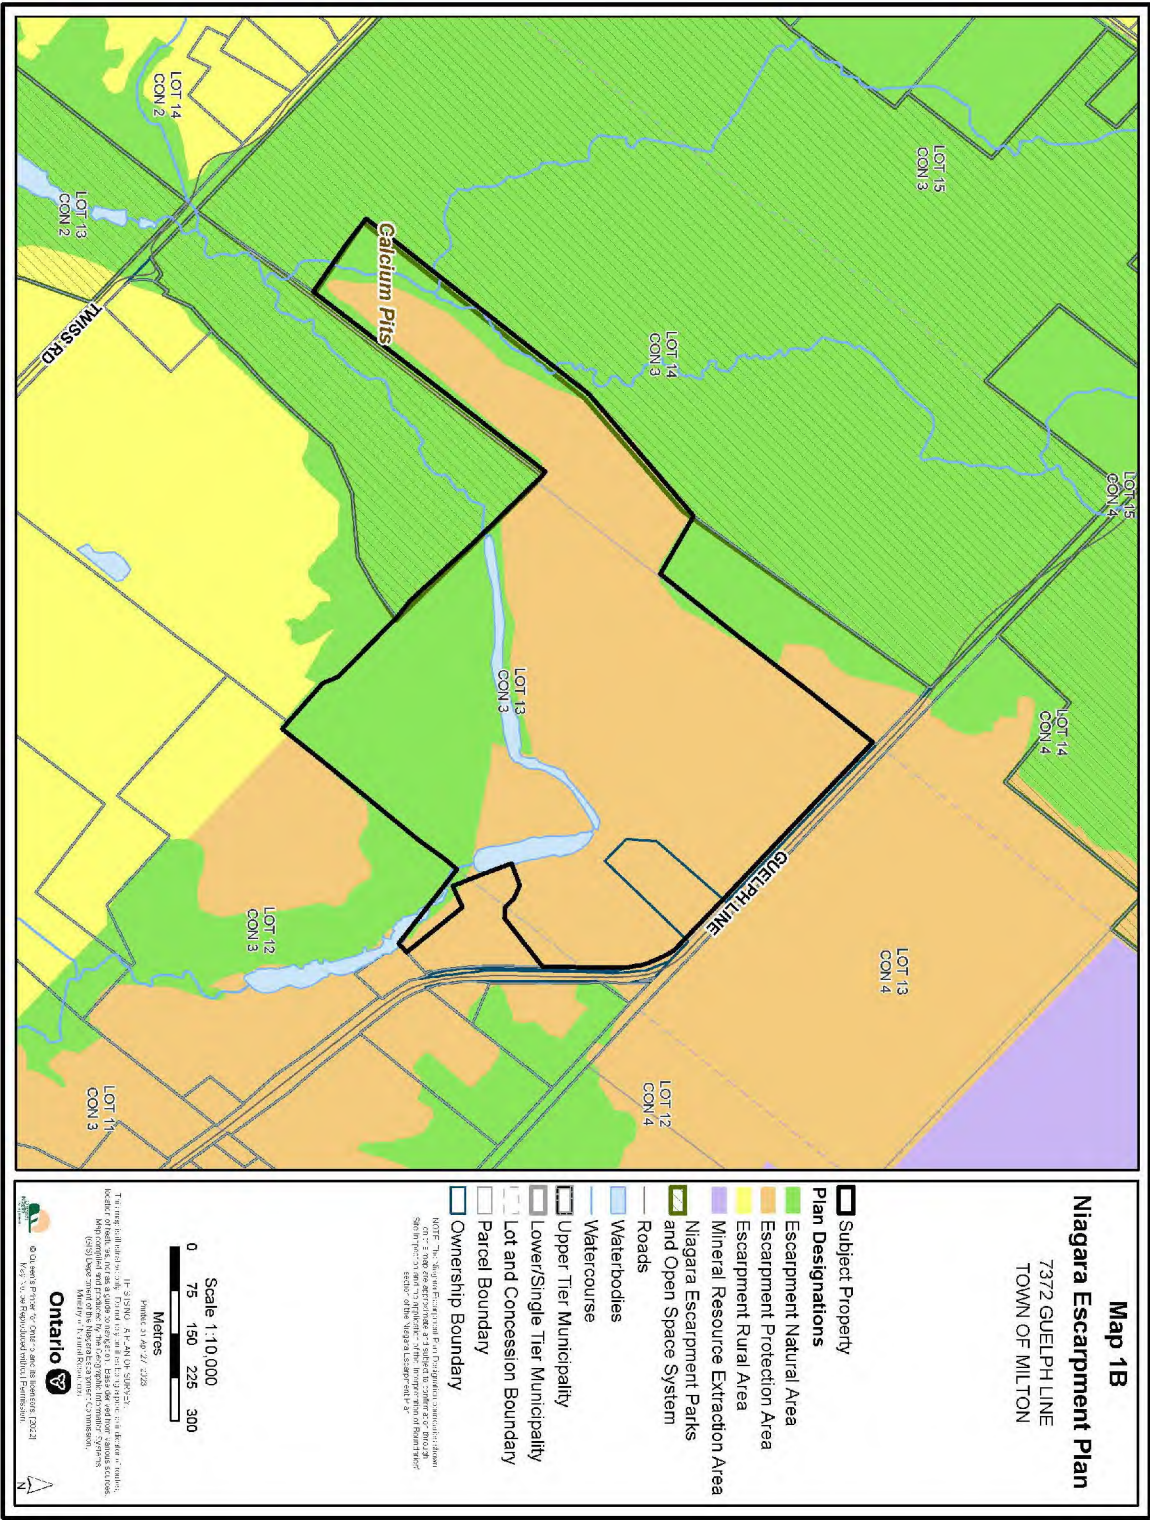 Map 1B
Niagara Escarpment Plan
7372 GUELPH LINE
TOWN OF MILTON
Subject Property
Plan Designations
Escarpment Natural Area
Escarpment Protection Area
Escarpment Rural Area
Mineral Resource Extraction Area
Niagara Escarpment Parks
and Open Space System
Roads
Waterbodies
Watercourse
Upper Tier Municipality
Lower/Single Tier Municipality
Lot and Concession Boundary
Parcel Boundary
Ownership Boundary
Scale 1:10,000
0 75 150 225 300
Metres
Ontario
N
LOT 15
CON 4
LOT 14
CON 4
LOT 13
CON 4
LOT 15
CON 3
LOT 14
CON 3
LOT 12
CON 4
GUELPH LINE
LOT 13
CON 3
Calcium Pits
LOT 12
CON 3
LOT 14
CON 2
LOT 13
CON 2
TWISS RD
LOT 11
CON 3